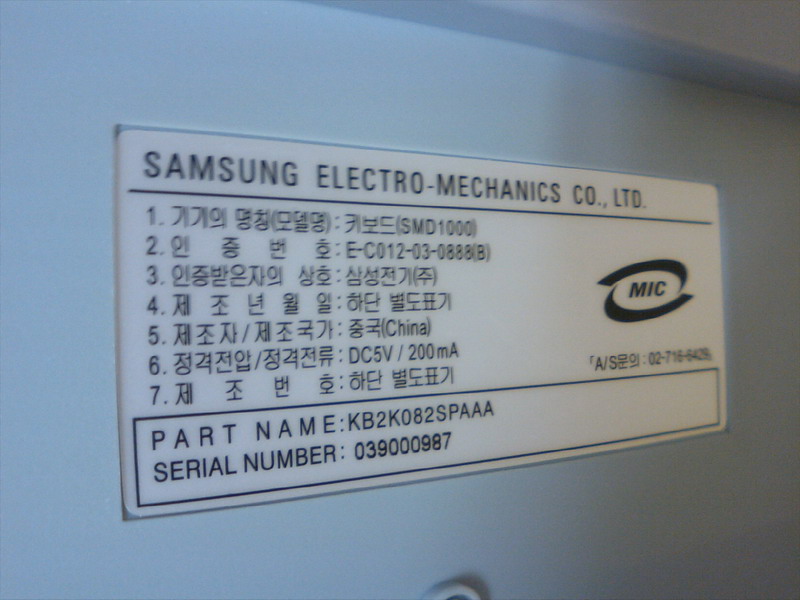 SAMSUNG ELECTRO-MECHANICS CO., LTD.
1. 기기의 명칭(모델명) : 키보드(SMD1000)
2. 인 증 번 호 : E-C012-03-0888(B)
3. 인증받은자의 상호 : 삼성전기(주)
4. 제 조 년 월 일 : 하단 별도표기
5. 제조자/제조국가 : 중국(China)
6. 정격전압/정격전류 : DC5V / 200mA
7. 제 조 번 호 : 하단 별도표기
MIC
「A/S문의 : 02-716-6429」
PART NAME:KB2K082SPAAA
SERIAL NUMBER: 039000987